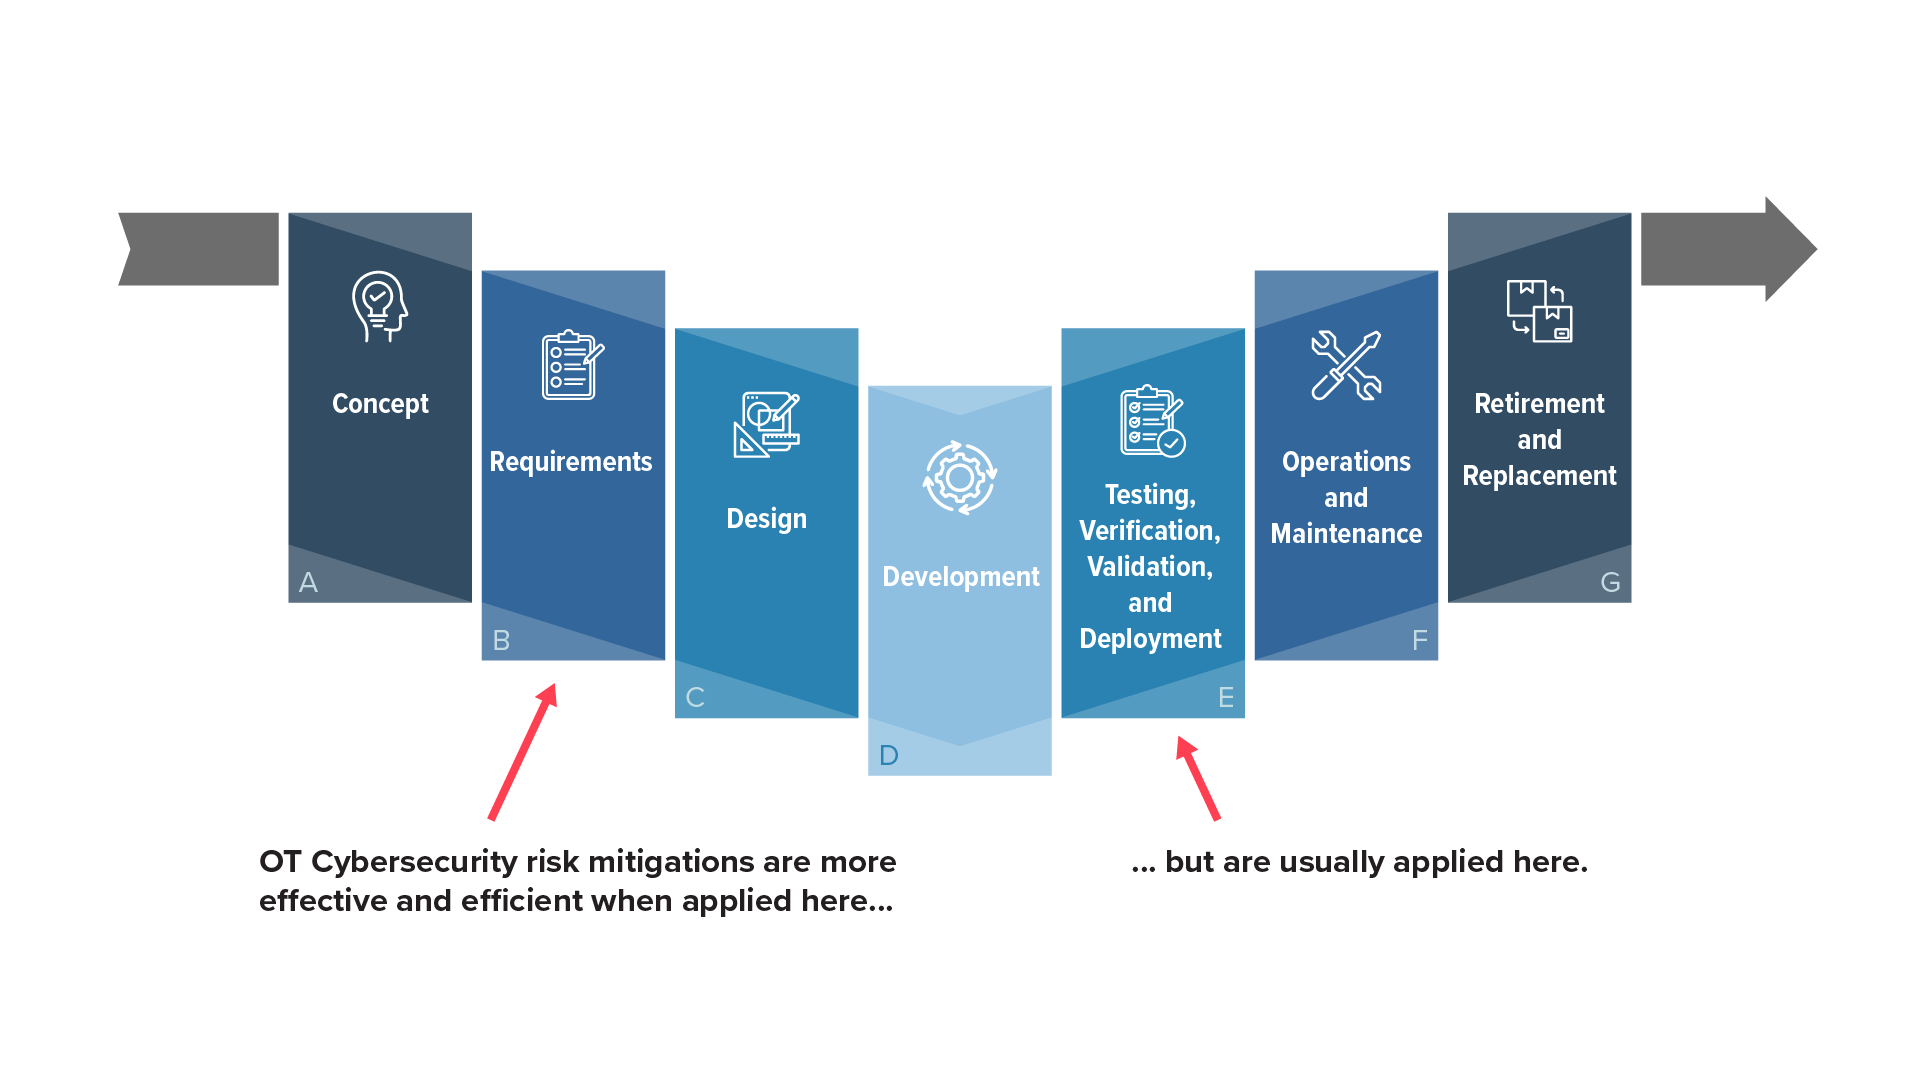 Concept
A
Requirements
B
Design
C
Development
D
Testing,
Verification,
Validation,
and
Deployment
E
Operations
and
Maintenance
F
Retirement
and
Replacement
G
OT Cybersecurity risk mitigations are more
effective and efficient when applied here...
... but are usually applied here.